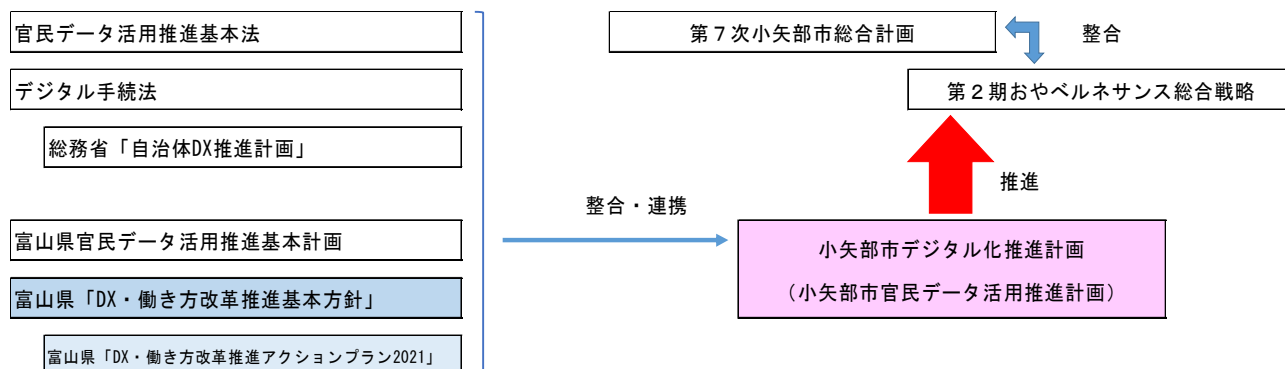 官民データ活用推進基本法
デジタル手続法
総務省「自治体DX推進計画」
富山県官民データ活用推進基本計画
富山県「DX・働き方改革推進基本方針」
富山県「DX・働き方改革推進アクションプラン2021」
整合・連携
第７次小矢部市総合計画
整合
第２期おやべルネサンス総合戦略
推進
小矢部市デジタル化推進計画
（小矢部市官民データ活用推進計画）